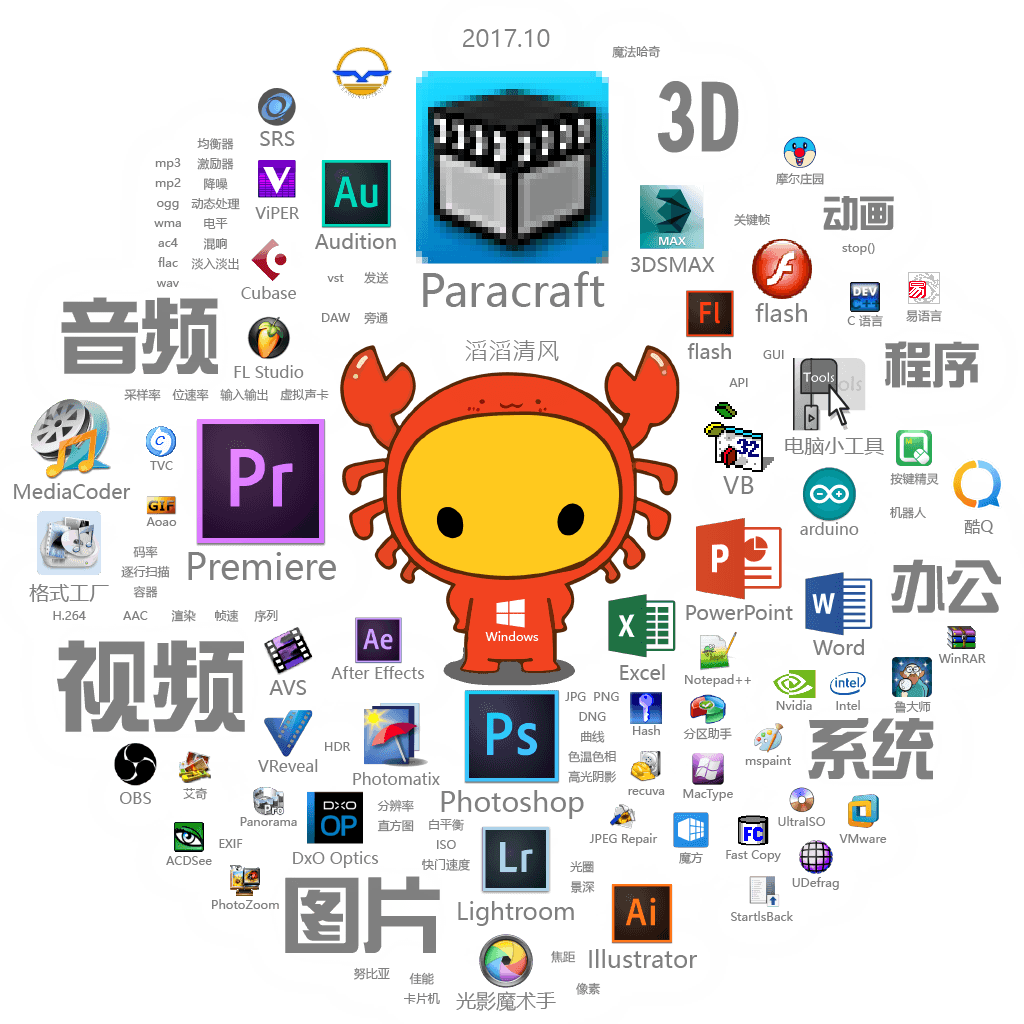 2017.10
魔法哈奇
3D
SRS
均衡器
mp3
激励器
mp2
降噪
ogg
动态处理
wma
电平
ac4
混响
flac
淡入淡出
wav
ViPER
Au
Audition
Paracraft
摩尔庄园
动画
stop()
关键帧
MAX
3DSMAX
flash
Fl
flash
DEV
C++
C 语言
易语言
Cubase
vst
发送
DAW
旁通
音频
FL Studio
采样率
位速率
输入输出
虚拟声卡
滔滔清风
GUI
API
Tools
ols
程序
电脑小工具
32
VB
按键精灵
arduino
机器人
酷Q
MediaCoder
TVC
GIF
Aoao
Pr
Premiere
格式工厂
码率
逐行扫描
容器
H.264
AAC
渲染
帧速
序列
视频
AVS
Ae
After Effects
Windows
P
PowerPoint
办公
X
Excel
W
Word
WinRAR
Notepad++
Nvidia
intel
Intel
鲁大师
系统
VReveal
HDR
Photomatix
Ps
Photoshop
JPG
PNG
DNG
曲线
色温色相
高光阴影
Hash
分区助手
mspaint
recuva
MacType
OBS
艾奇
Pro
Panorama
DXO
OP
DxO Optics
分辨率
直方图
白平衡
ISO
快门速度
JPEG Repair
魔方
FC
Fast Copy
UltraISO
VMware
UDefrag
StartIsBack
ACDSee
EXIF
PhotoZoom
图片
Lr
Lightroom
光圈
景深
Ai
Illustrator
努比亚
佳能
卡片机
光影魔术手
焦距
像素